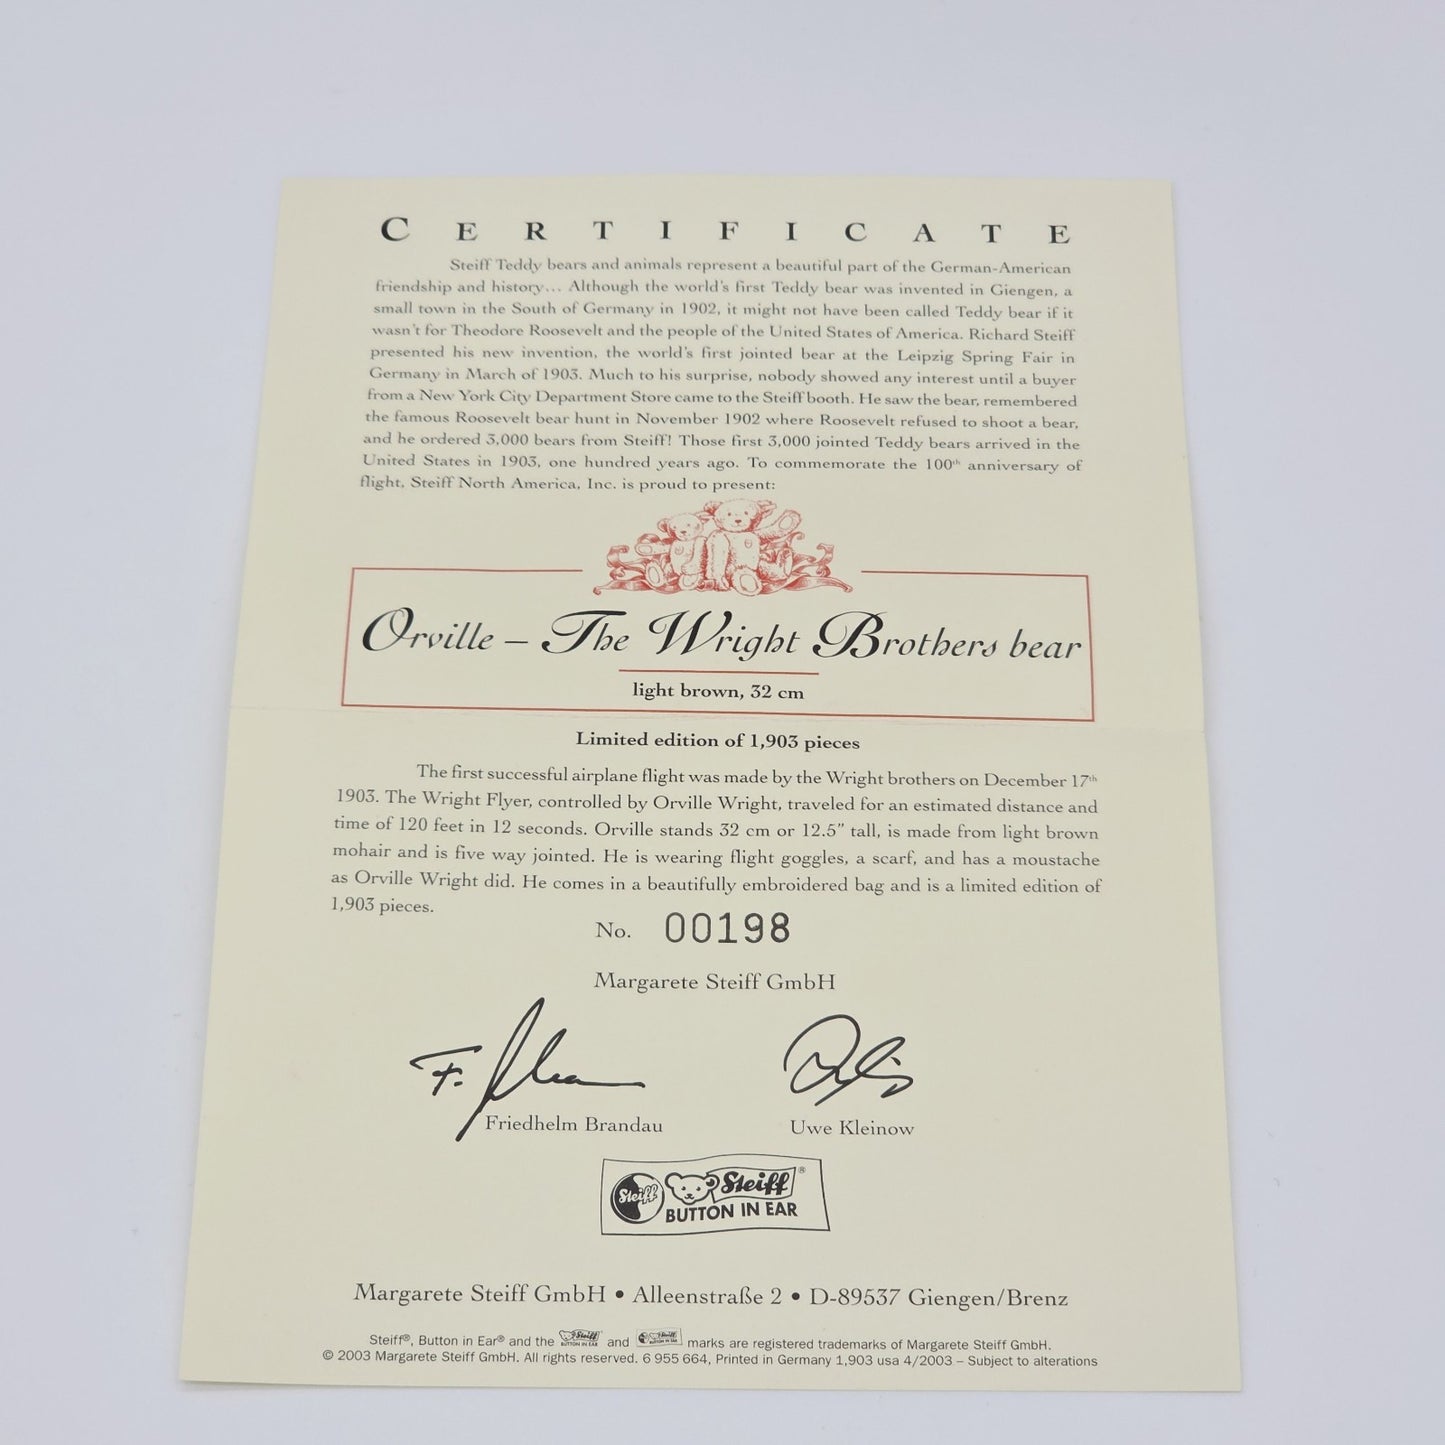 CERTIFICATE
Steiff Teddy bears and animals represent a beautiful part of the German-American
friendship and history... Although the world's first Teddy bear was invented in Giengen, a
small town in the South of Germany in 1902, it might not have been called Teddy bear if it
wasn't for Theodore Roosevelt and the people of the United States of America. Richard Steiff
presented his new invention, the world's first jointed bear at the Leipzig Spring Fair in
Germany in March of 1903. Much to his surprise, nobody showed any interest until a buyer
from a New York City Department Store came to the Steiff booth. He saw the bear, remembered
the famous Roosevelt bear hunt in November 1902 where Roosevelt refused to shoot a bear,
and he ordered 3,000 bears from Steiff! Those first 3,000 jointed Teddy bears arrived in the
United States in 1903, one hundred years ago. To commemorate the 100th anniversary of
flight, Steiff North America, Inc. is proud to present:
Orville – The Wright Brothers bear
light brown, 32 cm
Limited edition of 1,903 pieces
The first successful airplane flight was made by the Wright brothers on December 17th
1903. The Wright Flyer, controlled by Orville Wright, traveled for an estimated distance and
time of 120 feet in 12 seconds. Orville stands 32 cm or 12.5" tall, is made from light brown
mohair and is five way jointed. He is wearing flight goggles, a scarf, and has a moustache
as Orville Wright did. He comes in a beautifully embroidered bag and is a limited edition of
1,903 pieces.
No. 00198
Margarete Steiff GmbH
Friedhelm Brandau
Uwe Kleinow
Steiff Steiff®
BUTTON IN EAR
Margarete Steiff GmbH • Alleenstraße 2 • D-89537 Giengen/Brenz
Steiff®, Button in Ear® and the Steiff BUTTON IN EAR and marks are registered trademarks of Margarete Steiff GmbH.
© 2003 Margarete Steiff GmbH. All rights reserved. 6 955 664, Printed in Germany 1,903 usa 4/2003 – Subject to alterations